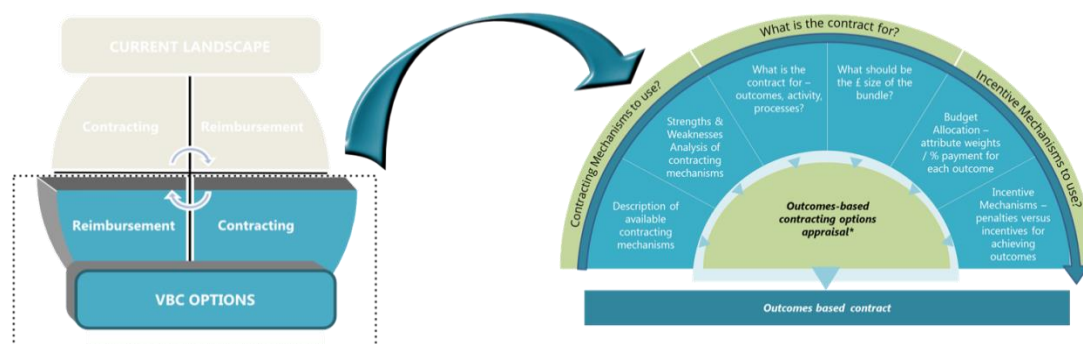 CURRENT LANDSCAPE
Contracting
Reimbursement
Reimbursement
Contracting
VBC OPTIONS
Contracting Mechanisms to use?
What is the contract for?
Incentive Mechanisms to use?
Description of
available
contracting
mechanisms
Strengths &
Weaknesses
Analysis of
contracting
mechanisms
What is the
contract for –
outcomes, activity,
processes?
What should be
the £ size of the
bundle?
Budget
Allocation –
attribute weights
/ % payment for
each outcome
Incentive
Mechanisms –
penalties versus
incentives for
achieving
outcomes
Outcomes-based
contracting options
appraisal*
Outcomes based contract